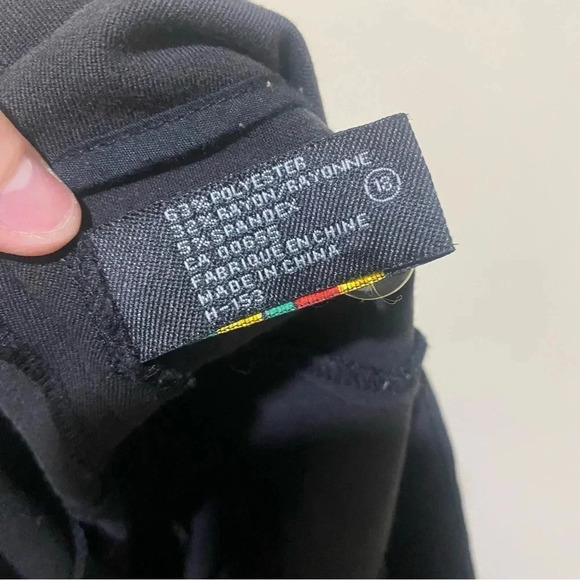 63%POLYESTER
32%RAYON/RAYONNE
5%SPANDEX
CA 00655
FABRIQUE EN CHINE
MADE IN CHINA
H-153
18